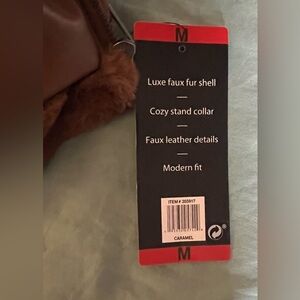 M
Luxe faux fur shell
Cozy stand collar
Faux leather details
Modern fit
CARAMEL
M